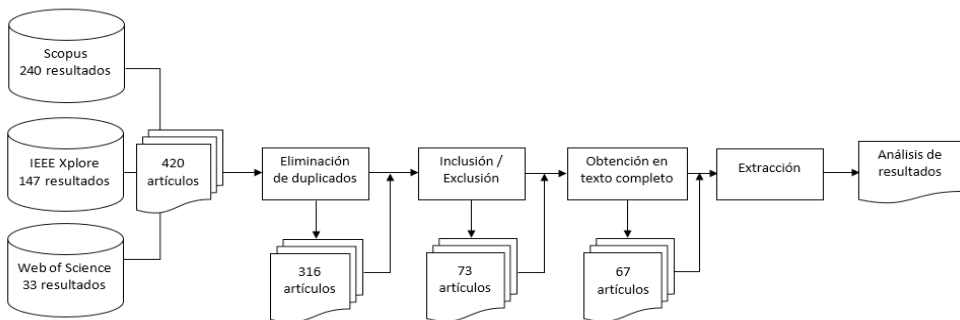 Scopus
240 resultados
IEEE Xplore
147 resultados
Web of Science
33 resultados
420
artículos
Eliminación
de duplicados
316
artículos
Inclusión /
Exclusión
73
artículos
Obtención en
texto completo
67
artículos
Extracción
Análisis de
resultados